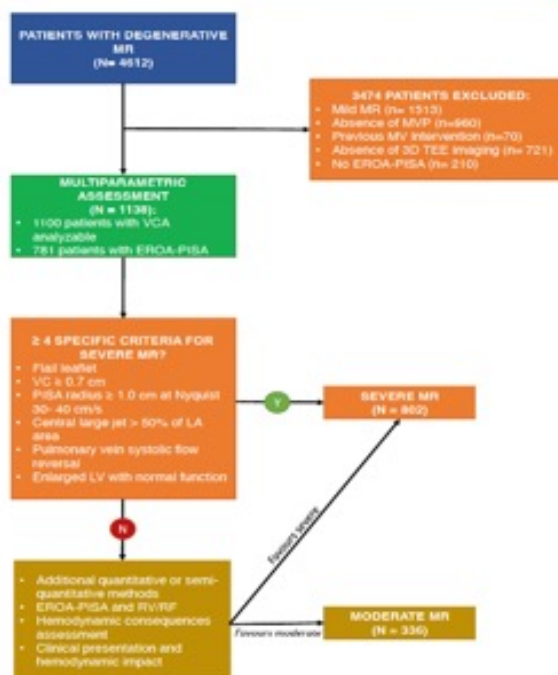 PATIENTS WITH DEGENERATIVE
MR
(N= 4612)
3474 PATIENTS EXCLUDED:
• Mild MR (n= 1513)
• Absence of MVP (n=960)
• Previous MV Intervention (n=70)
• Absence of 3D TEE imaging (n= 721)
• No EROA-PISA (n= 210)
MULTIPARAMETRIC
ASSESSMENT
(N = 1138):
• 1100 patients with VCA
analyzable
• 781 patients with EROA-PISA
≥ 4 SPECIFIC CRITERIA FOR
SEVERE MR?
• Flail leaflet
• VC ≥ 0.7 cm
• PISA radius ≥ 1.0 cm at Nyquist
30- 40 cm/s
• Central large jet > 50% of LA
area
• Pulmonary vein systolic flow
reversal
• Enlarged LV with normal function
Y
SEVERE MR
(N = 802)
N
Favours severe
• Additional quantitative or semi-
quantitative methods
• EROA-PISA and RV/RF
• Hemodynamic consequences
assessment
• Clinical presentation and
hemodynamic impact
Favours moderate
MODERATE MR
(N = 336)